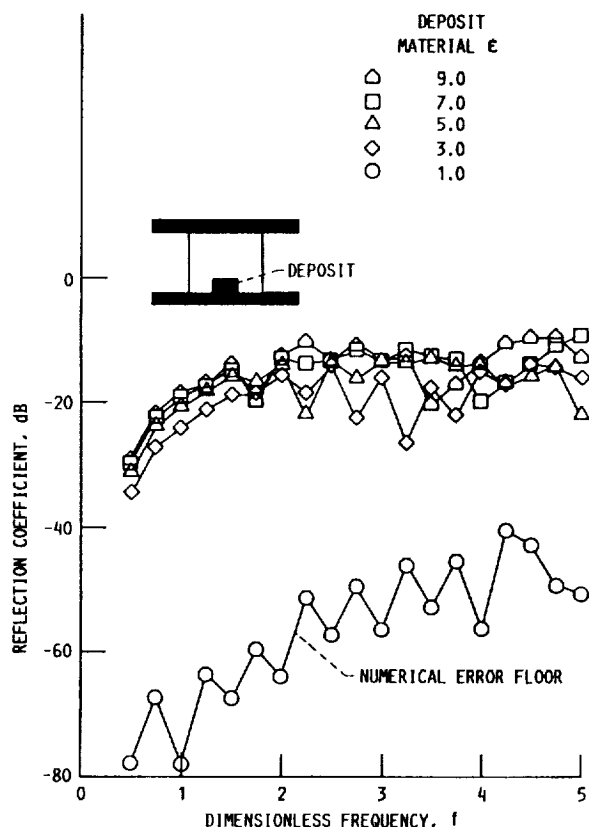 DEPOSIT
MATERIAL ε
9.0
7.0
5.0
3.0
1.0
DEPOSIT
0
-20
-40
-60
-80
REFLECTION COEFFICIENT, dB
NUMERICAL ERROR FLOOR
0 1 2 3 4 5
DIMENSIONLESS FREQUENCY, f